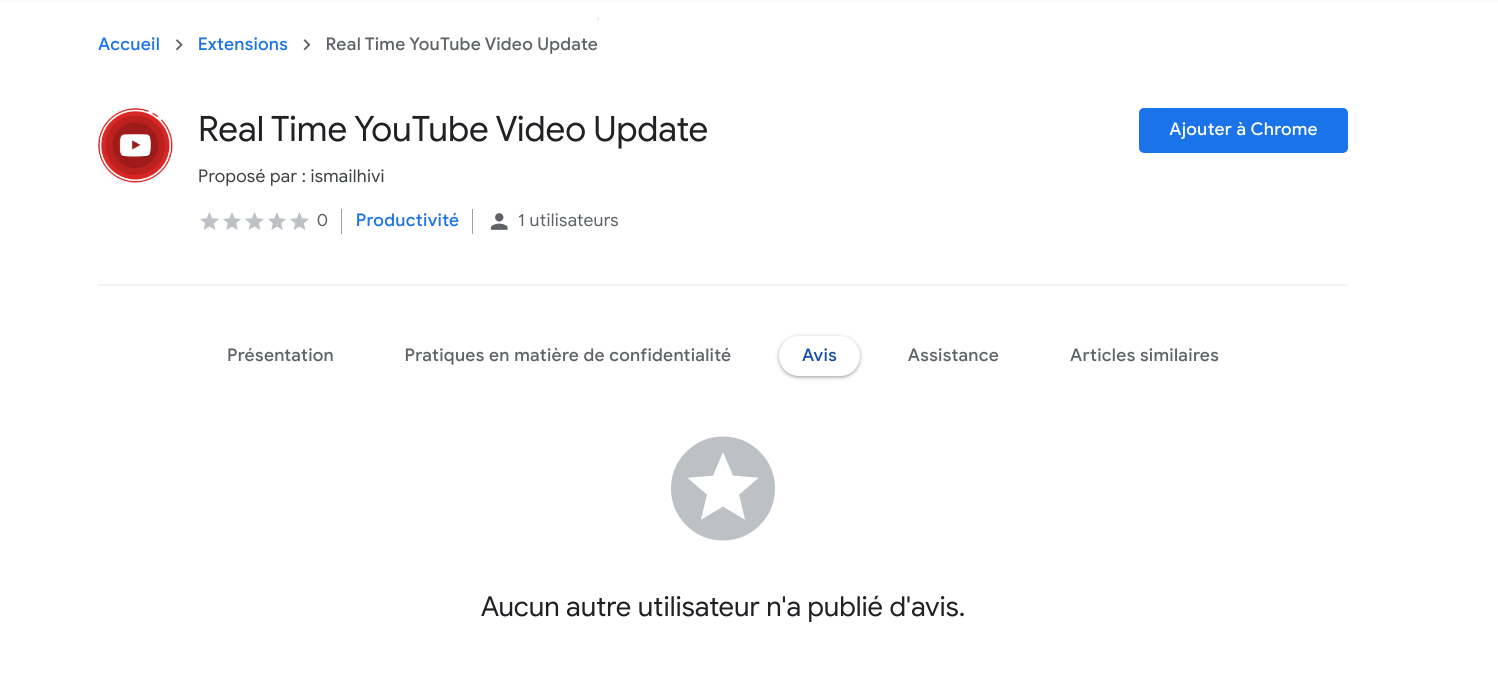 Accueil > Extensions > Real Time YouTube Video Update
Real Time YouTube Video Update
Ajouter à Chrome
Proposé par : ismailhivi
0 Productivité 1 utilisateurs
Présentation Pratiques en matière de confidentialité Avis Assistance Articles similaires
Aucun autre utilisateur n'a publié d'avis.